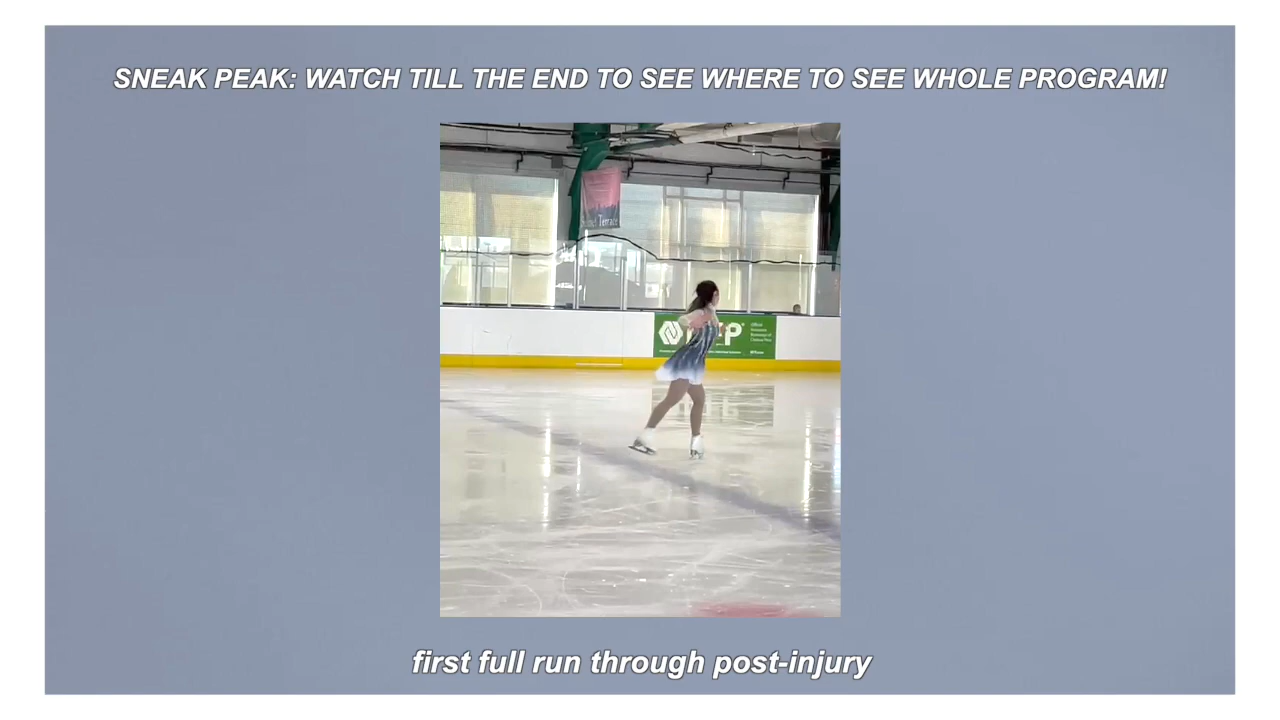 SNEAK PEAK: WATCH TILL THE END TO SEE WHERE TO SEE WHOLE PROGRAM!
Terrace
P
first full run through post-injury